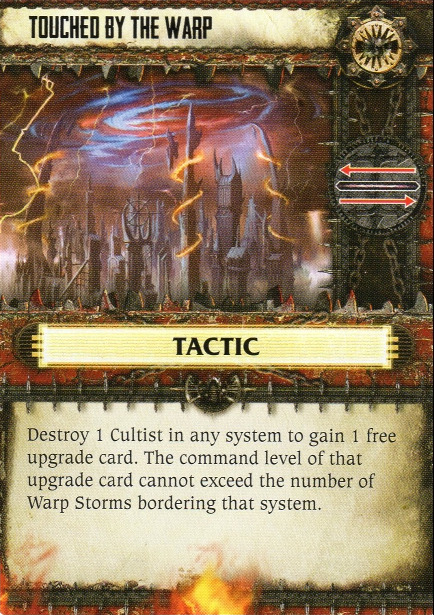 TOUCHED BY THE WARP
TACTIC
Destroy 1 Cultist in any system to gain 1 free
upgrade card. The command level of that
upgrade card cannot exceed the number of
Warp Storms bordering that system.